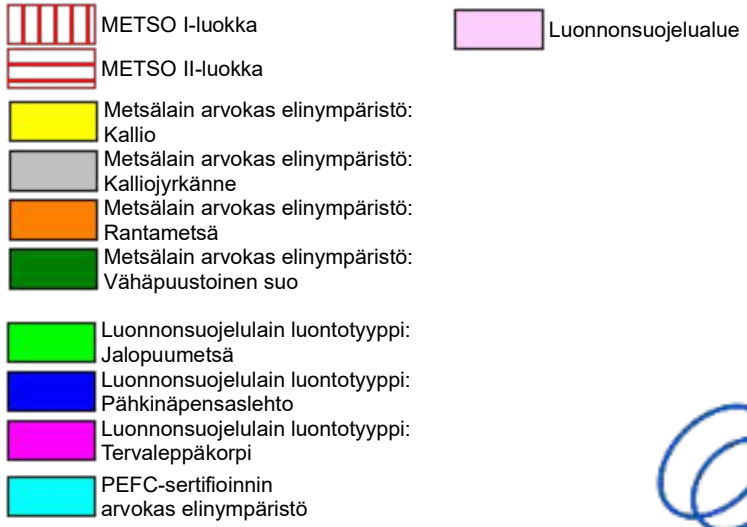 METSO I-luokka
METSO II-luokka
Metsälain arvokas elinympäristö:
Kallio
Metsälain arvokas elinympäristö:
Kalliojyrkänne
Metsälain arvokas elinympäristö:
Rantametsä
Metsälain arvokas elinympäristö:
Vähäpuustoinen suo
Luonnonsuojelulain luontotyyppi:
Jalopuumetsä
Luonnonsuojelulain luontotyyppi:
Pähkinäpensaslehto
Luonnonsuojelulain luontotyyppi:
Tervaleppäkorpi
PEFC-sertifioinnin
arvokas elinympäristö
Luonnonsuojelualue